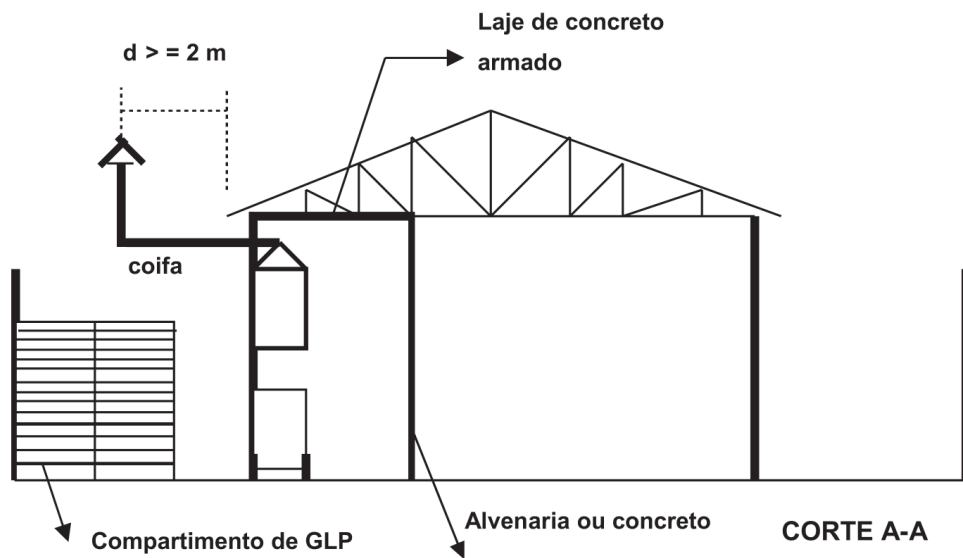 Laje de concreto
armado
d > = 2 m
coifa
Compartimento de GLP
Alvenaria ou concreto
CORTE A-A